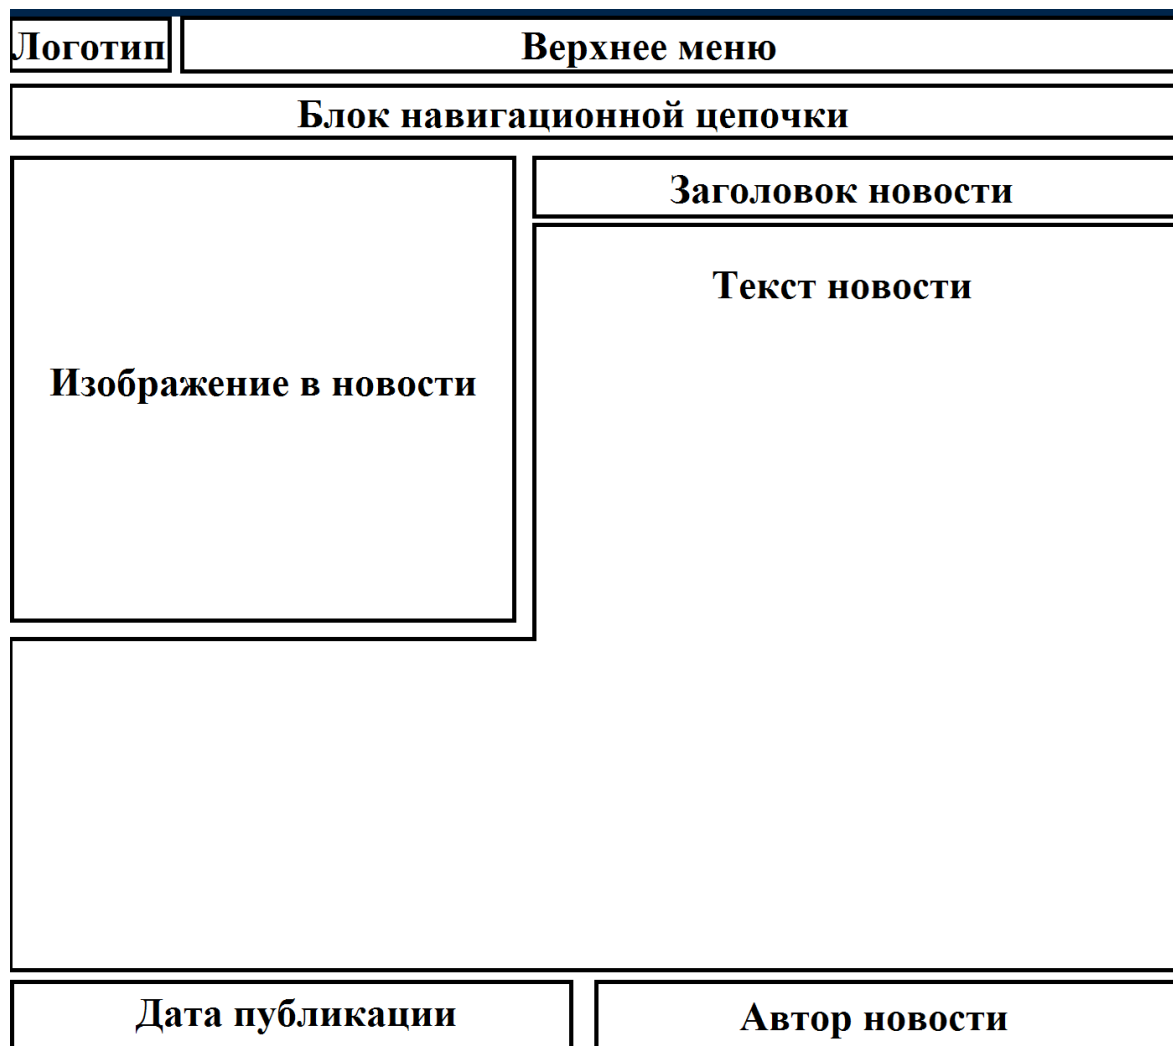 Логотип
Верхнее меню
Блок навигационной цепочки
Заголовок новости
Текст новости
Изображение в новости
Дата публикации
Автор новости